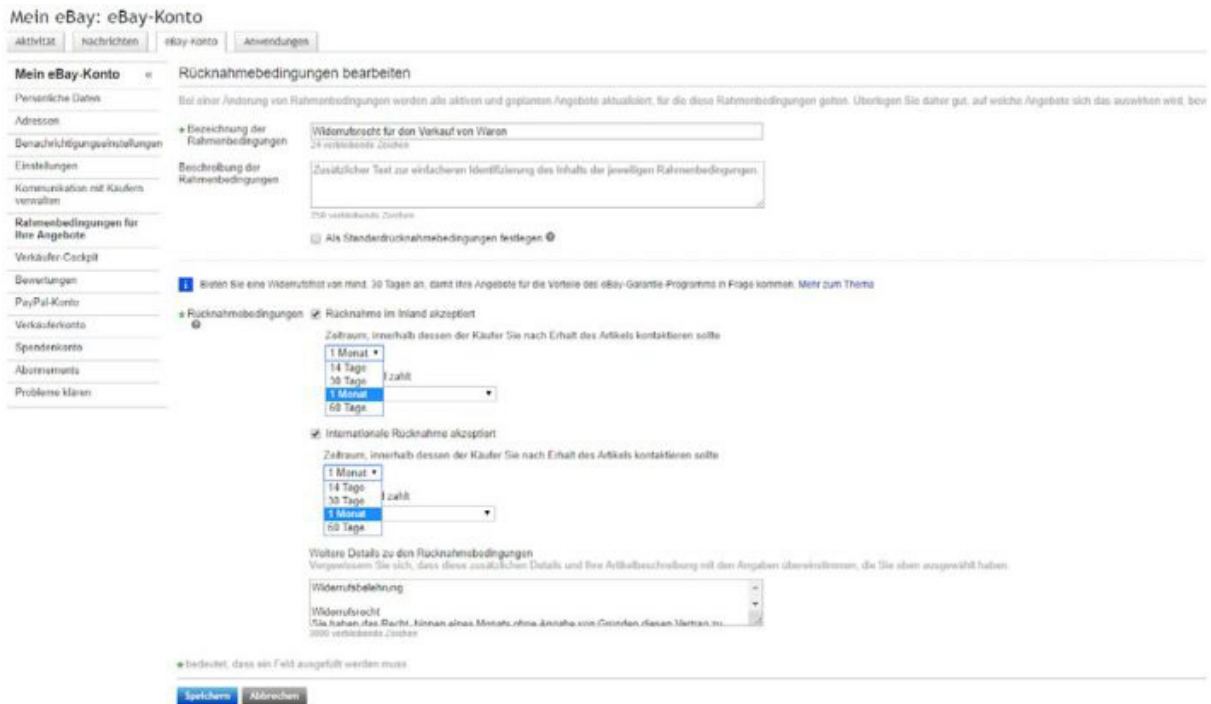 Mein eBay: eBay-Konto
Aktivität Nachrichten eBay-Konto Anwendungen
Mein eBay-Konto «
Persönliche Daten
Adressen
Benachrichtigungseinstellungen
Einstellungen
Kommunikation mit Käufern
verwalten
Rahmenbedingungen für
Ihre Angebote
Verkäufer-Cockpit
Bewertungen
PayPal-Konto
Verkäuferkonto
Spendenkonto
Abonnements
Probleme klären
Rücknahmebedingungen bearbeiten
Bei einer Änderung von Rahmenbedingungen werden alle aktiven und geplanten Angebote aktualisiert, für die diese Rahmenbedingungen gelten. Überlegen Sie daher gut, auf welche Angebote sich das auswirken wird, bev
* Bezeichnung der
Rahmenbedingungen
Widerrufsrecht für den Verkauf von Waren
24 verbleibende Zeichen
Beschreibung der
Rahmenbedingungen
Zusätzlicher Text zur einfacheren Identifizierung des Inhalts der jeweiligen Rahmenbedingungen.
250 verbleibende Zeichen
Als Standardrücknahmebedingungen festlegen
Bieten Sie eine Widerrufsfrist von mind. 30 Tagen an, damit Ihre Angebote für die Vorteile des eBay-Garantie-Programms in Frage kommen. Mehr zum Thema
* Rücknahmebedingungen
Rücknahme im Inland akzeptiert
Zeitraum, innerhalb dessen der Käufer Sie nach Erhalt des Artikels kontaktieren sollte
1 Monat
14 Tage
30 Tage zahlt
1 Monat
60 Tage
Internationale Rücknahme akzeptiert
Zeitraum, innerhalb dessen der Käufer Sie nach Erhalt des Artikels kontaktieren sollte
1 Monat
14 Tage
30 Tage zahlt
1 Monat
60 Tage
Weitere Details zu den Rücknahmebedingungen
Vergewissern Sie sich, dass diese zusätzlichen Details und Ihre Artikelbeschreibung mit den Angaben übereinstimmen, die Sie oben ausgewählt haben.
Widerrufsbelehrung
Widerrufsrecht
Sie haben das Recht, binnen eines Monats ohne Angabe von Gründen diesen Vertrag zu
verbleibende Zeichen
* bedeutet, dass ein Feld ausgefüllt werden muss
Speichern Abbrechen